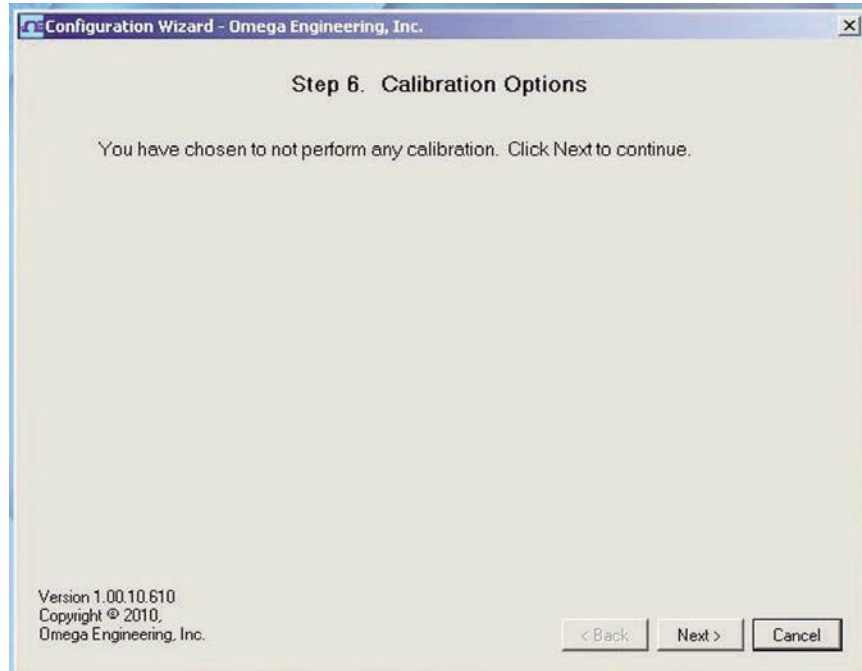 Configuration Wizard - Omega Engineering, Inc.
Step 6. Calibration Options
You have chosen to not perform any calibration. Click Next to continue.
Version 1.00.10.610
Copyright © 2010,
Omega Engineering, Inc.
< Back Next > Cancel